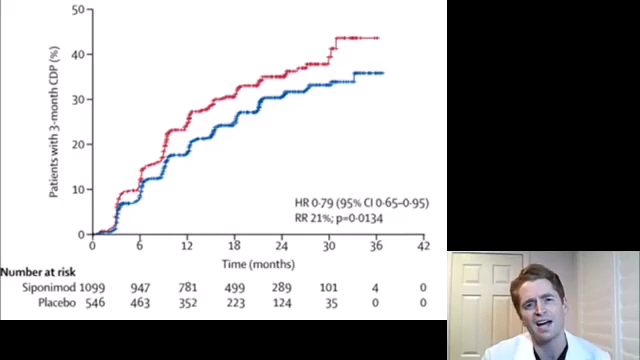 Patients with 3-month CDP (%)
50
40
30
20
10
0
HR 0·79 (95% CI 0·65–0·95)
RR 21%; p=0·0134
0 6 12 18 24 30 36 42
Time (months)
Number at risk
Siponimod 1099 947 781 499 289 101 4 0
Placebo 546 463 352 223 124 35 0 0